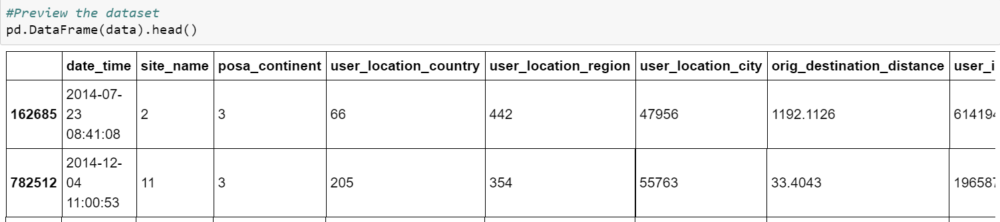 #Preview the dataset
pd.DataFrame(data).head()
date_time site_name posa_continent user_location_country user_location_region user_location_city orig_destination_distance user_i
2014-07-
162685 23 2 3 66 442 47956 1192.1126 614194
08:41:08
2014-12-
782512 04 11 3 205 354 55763 33.4043 196587
11:00:53